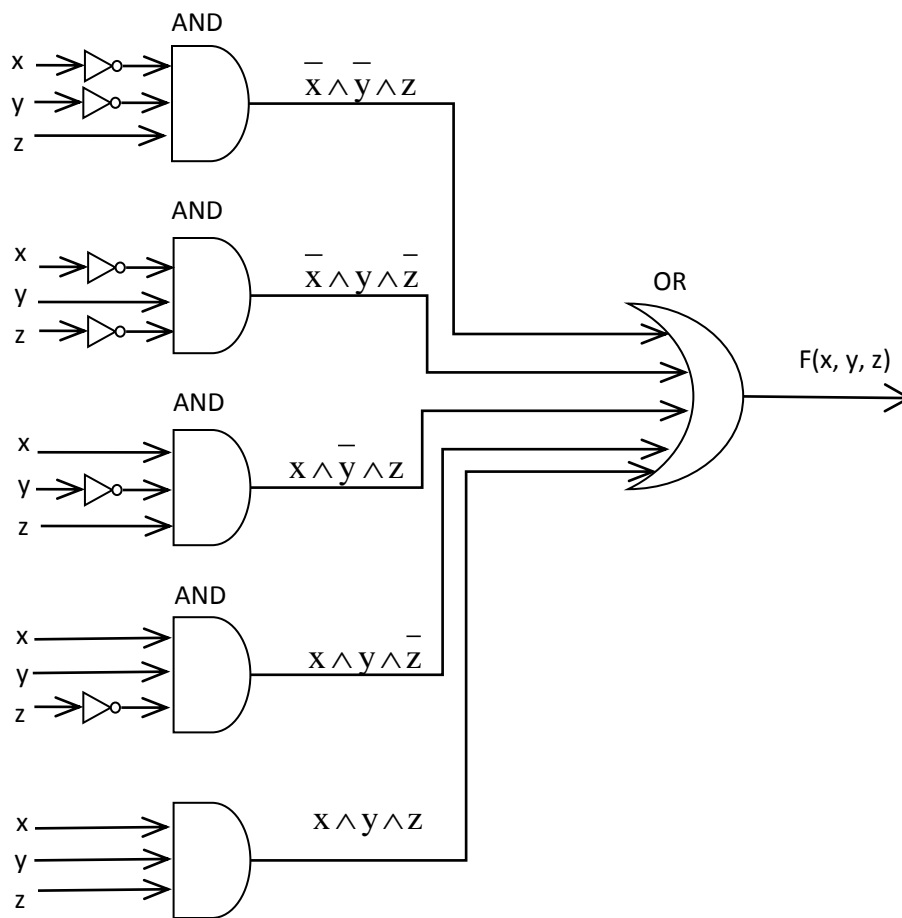 AND
x
y
z
x̅ ∧ y̅ ∧ z
AND
x
y
z
x̅ ∧ y ∧ z̅
OR
F(x, y, z)
AND
x
y
z
x ∧ y̅ ∧ z
AND
x
y
z
x ∧ y ∧ z̅
x
y
z
x ∧ y ∧ z